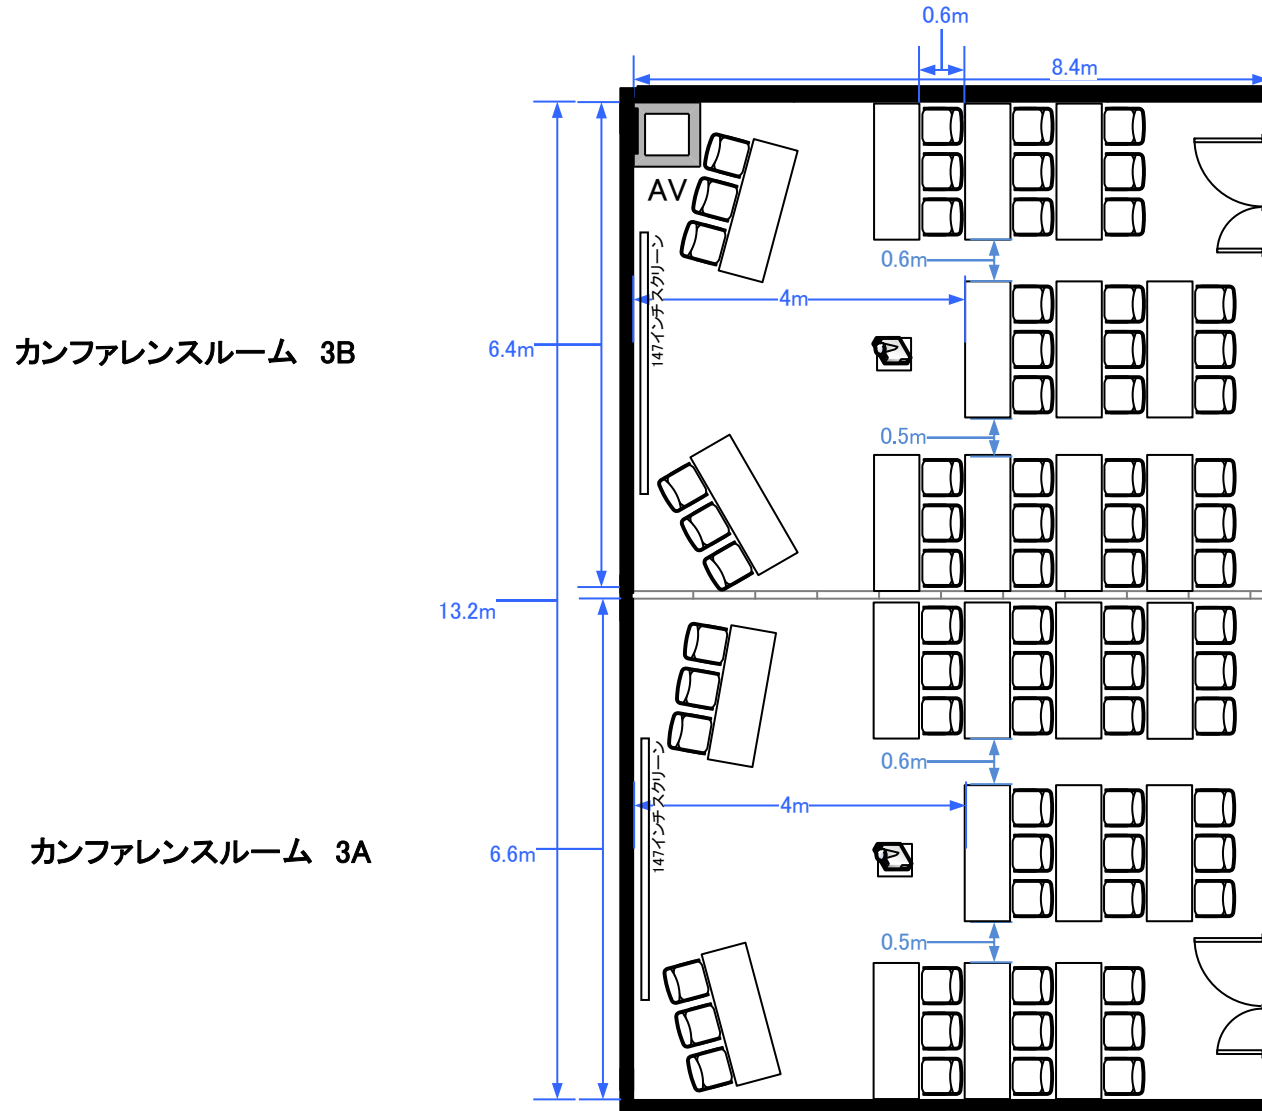 0.6m
8.4m
AV
147インチスクリーン
0.6m
4m
カンファレンスルーム 3B
6.4m
0.5m
13.2m
0.6m
147インチスクリーン
4m
カンファレンスルーム 3A
6.6m
0.5m